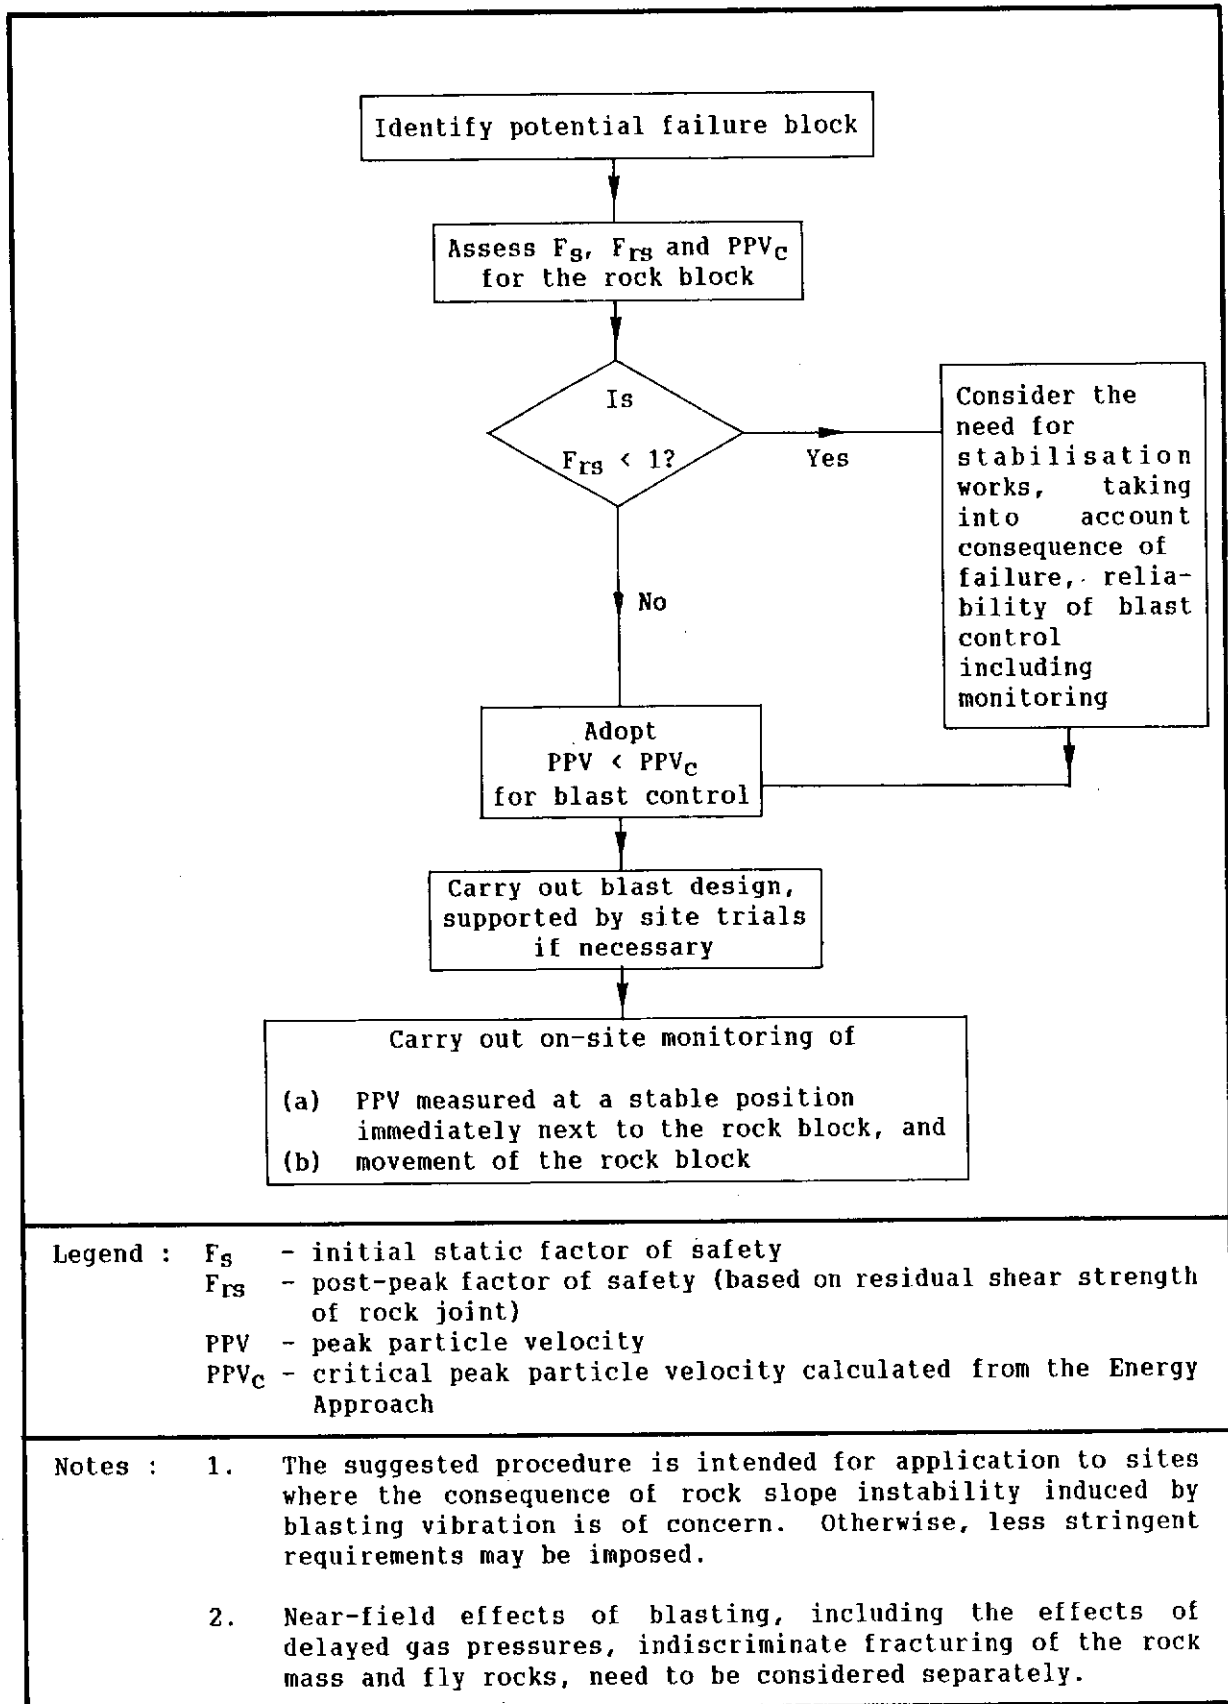 Identify potential failure block
Assess Fs, Frs and PPVc
for the rock block
Is
Frs < 1?
Yes
Consider the
need for
stabilisation
works, taking
into account
consequence of
failure, relia-
bility of blast
control
including
monitoring
No
Adopt
PPV < PPVc
for blast control
Carry out blast design,
supported by site trials
if necessary
Carry out on-site monitoring of
(a) PPV measured at a stable position
immediately next to the rock block, and
(b) movement of the rock block
Legend : Fs - initial static factor of safety
Frs - post-peak factor of safety (based on residual shear strength
of rock joint)
PPV - peak particle velocity
PPVc - critical peak particle velocity calculated from the Energy
Approach
Notes : 1. The suggested procedure is intended for application to sites
where the consequence of rock slope instability induced by
blasting vibration is of concern. Otherwise, less stringent
requirements may be imposed.
2. Near-field effects of blasting, including the effects of
delayed gas pressures, indiscriminate fracturing of the rock
mass and fly rocks, need to be considered separately.